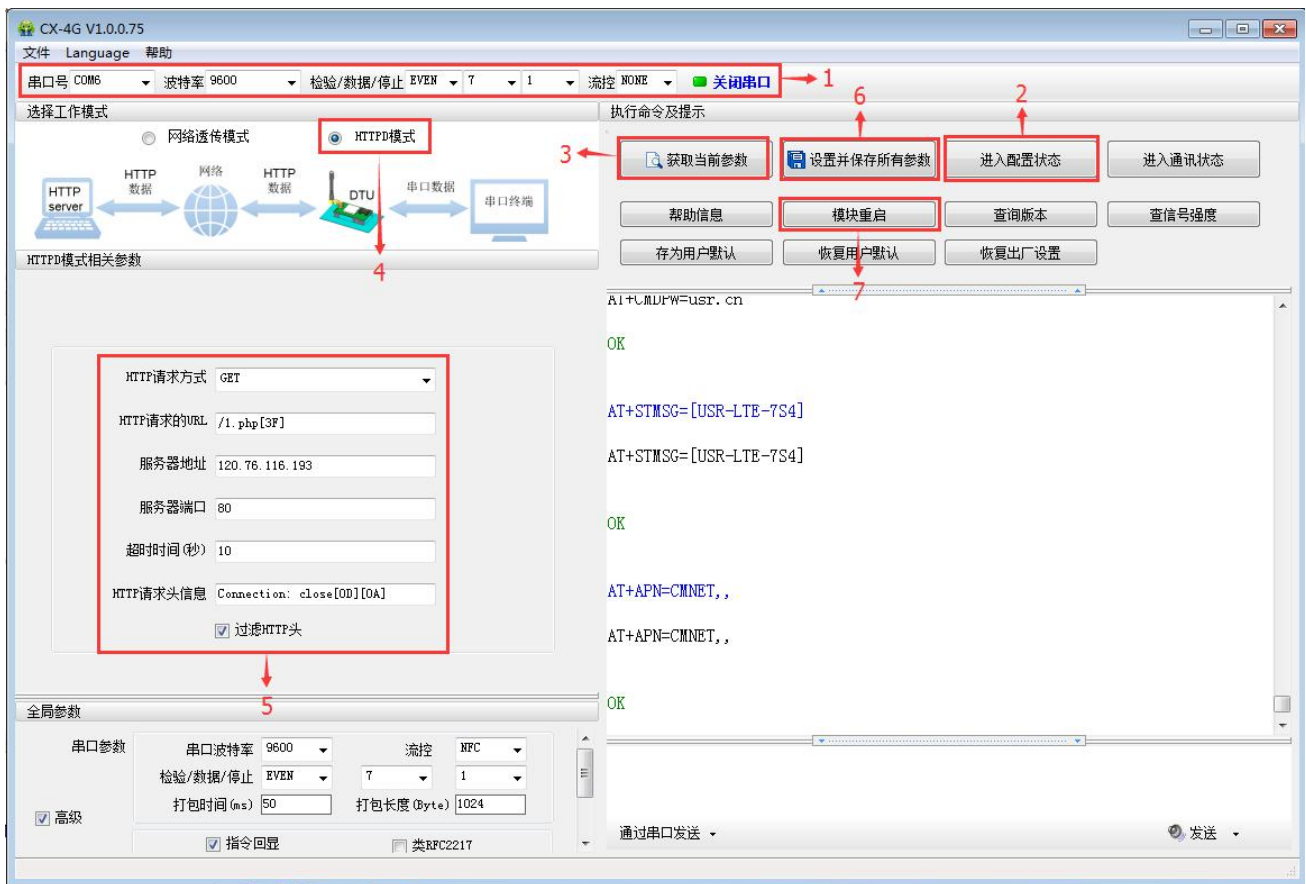 CX-4G V1.0.0.75
文件 Language 帮助
串口号 COM6 波特率 9600 检验/数据/停止 EVEN 7 1 流控 NONE 关闭串口 1
选择工作模式
网络透传模式 HTTPD模式
HTTP server
HTTP 数据
网络
HTTP 数据
DTU
串口数据
串口终端
4
HTTPD模式相关参数
HTTP请求方式 GET
HTTP请求的URL /1.php[3F]
服务器地址 120.76.116.193
服务器端口 80
超时时间(秒) 10
HTTP请求头信息 Connection: close[0D][0A]
过滤HTTP头
5
全局参数
串口参数 串口波特率 9600 流控 NFC
检验/数据/停止 EVEN 7 1
打包时间(ms) 50 打包长度(Byte) 1024
高级
指令回显 类RFC2217
执行命令及提示
6 2
3 获取当前参数 设置并保存所有参数 进入配置状态 进入通讯状态
帮助信息 模块重启 查询版本 查信号强度
存为用户默认 恢复用户默认 恢复出厂设置
7
AT+CMDPW=usr.cn
OK
AT+STMSG=[USR-LTE-7S4]
AT+STMSG=[USR-LTE-7S4]
OK
AT+APN=CMNET,,
AT+APN=CMNET,,
OK
通过串口发送 发送